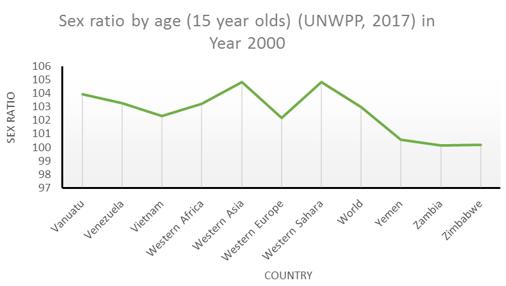 Sex ratio by age (15 year olds) (UNWPP, 2017) in
Year 2000
SEX RATIO
106
105
104
103
102
101
100
99
98
97
Vanuatu
Venezuela
Vietnam
Western Africa
Western Asia
Western Europe
Western Sahara
World
Yemen
Zambia
Zimbabwe
COUNTRY